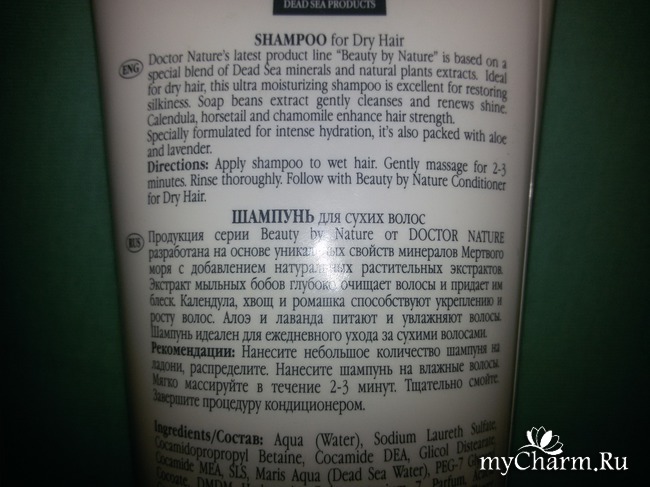 DEAD SEA PRODUCTS
SHAMPOO for Dry Hair
ENG
Doctor Nature's latest product line "Beauty by Nature" is based on a
special blend of Dead Sea minerals and natural plants extracts. Ideal
for dry hair, this ultra moisturizing shampoo is excellent for restoring
silkiness. Soap beans extract gently cleanses and renews shine.
Calendula, horsetail and chamomile enhance hair strength.
Specially formulated for intense hydration, it's also packed with aloe
and lavender.
Directions: Apply shampoo to wet hair. Gently massage for 2-3
minutes. Rinse thoroughly. Follow with Beauty by Nature Conditioner
for Dry Hair.
ШАМПУНЬ для сухих волос
RUS
Продукция серии Beauty by Nature от DOCTOR NATURE
разработана на основе уникальных свойств минералов Мертвого
моря с добавлением натуральных растительных экстрактов.
Экстракт мыльных бобов глубоко очищает волосы и придает им
блеск. Календула, хвощ и ромашка способствуют укреплению и
росту волос. Алоэ и лаванда питают и увлажняют волосы.
Шампунь идеален для ежедневного ухода за сухими волосами.
Рекомендации: Нанесите небольшое количество шампуня на
ладони, распределите. Нанесите шампунь на влажные волосы.
Мягко массируйте в течение 2-3 минут. Тщательно смойте.
Завершите процедуру кондиционером.
Ingredients/Состав: Aqua (Water), Sodium Laureth Sulfate,
Cocamidopropropyl Betaine, Cocamide DEA, Glicol Distearate,
Cocamide MEA, SLS, Maris Aqua (Dead Sea Water), PEG-7
Cocoate, DMDM
myCharm.Ru